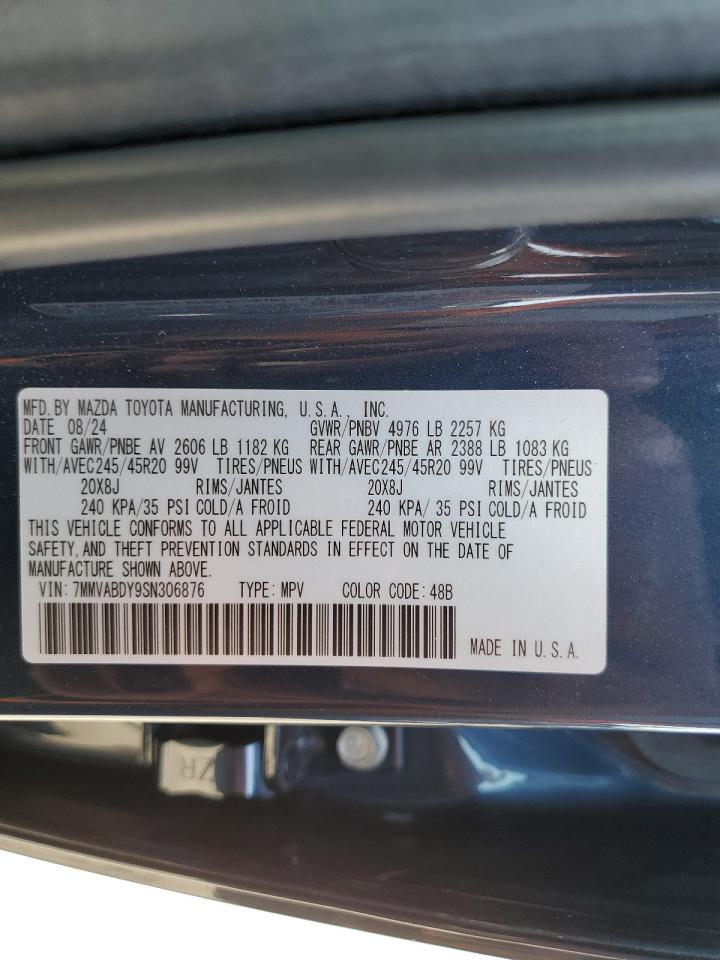 MFD. BY MAZDA TOYOTA MANUFACTURING, U.S.A., INC.
DATE 08/24 GVWR/PNBV 4976 LB 2257 KG
FRONT GAWR/PNBE AV 2606 LB 1182 KG REAR GAWR/PNBE AR 2388 LB 1083 KG
WITH/AVEC245/45R20 99V TIRES/PNEUS WITH/AVEC245/45R20 99V TIRES/PNEUS
20X8J RIMS/JANTES 20X8J RIMS/JANTES
240 KPA/35 PSI COLD/A FROID 240 KPA/ 35 PSI COLD/A FROID
THIS VEHICLE CONFORMS TO ALL APPLICABLE FEDERAL MOTOR VEHICLE
SAFETY, AND THEFT PREVENTION STANDARDS IN EFFECT ON THE DATE OF
MANUFACTURE SHOWN ABOVE.
VIN: 7MMVABDY9SN306876 TYPE: MPV COLOR CODE: 48B
MADE IN U.S.A.
ZR